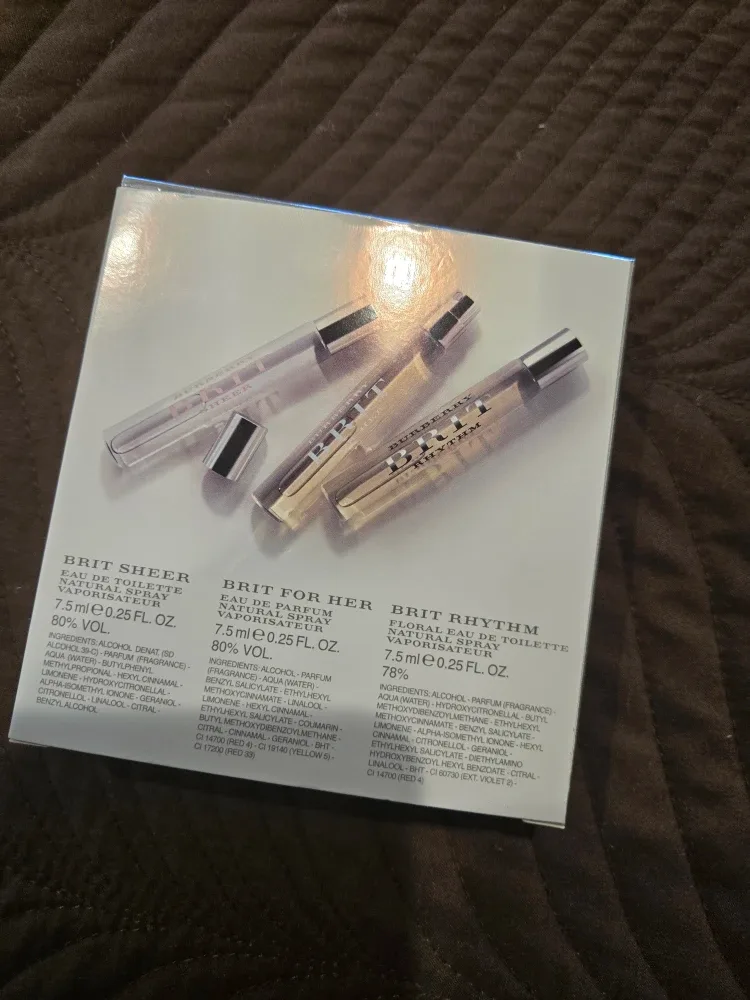 BURBERRY
BRIT
SHEER
BRIT
BURBERRY
BRIT
RHYTHM
BRIT SHEER
EAU DE TOILETTE
NATURAL SPRAY
VAPORISATEUR
7.5 ml e 0.25 FL. OZ.
80% VOL.
INGREDIENTS: ALCOHOL DENAT. (SD
ALCOHOL 39-C) - PARFUM (FRAGRANCE) -
AQUA (WATER) - BUTYLPHENYL
METHYLPROPIONAL - HEXYL CINNAMAL -
LIMONENE - HYDROXYCITRONELLAL -
ALPHA-ISOMETHYL IONONE - GERANIOL -
CITRONELLOL - LINALOOL - CITRAL -
BENZYL ALCOHOL
BRIT FOR HER
EAU DE PARFUM
NATURAL SPRAY
VAPORISATEUR
7.5 ml e 0.25 FL. OZ.
80% VOL.
INGREDIENTS: ALCOHOL - PARFUM
(FRAGRANCE) - AQUA (WATER) -
BENZYL SALICYLATE - ETHYLHEXYL
METHOXYCINNAMATE - LINALOOL -
LIMONENE - HEXYL CINNAMAL -
ETHYLHEXYL SALICYLATE - COUMARIN -
BUTYL METHOXYDIBENZOYLMETHANE -
CITRAL - CINNAMAL - GERANIOL - BHT -
CI 14700 (RED 4) - CI 19140 (YELLOW 5) -
CI 17200 (RED 33)
BRIT RHYTHM
FLORAL EAU DE TOILETTE
NATURAL SPRAY
VAPORISATEUR
7.5 ml e 0.25 FL. OZ.
78%
INGREDIENTS: ALCOHOL - PARFUM (FRAGRANCE) -
AQUA (WATER) - HYDROXYCITRONELLAL - BUTYL
METHOXYDIBENZOYLMETHANE - ETHYLHEXYL
METHOXYCINNAMATE - BENZYL SALICYLATE -
LIMONENE - ALPHA-ISOMETHYL IONONE - HEXYL
CINNAMAL - CITRONELLOL - GERANIOL -
ETHYLHEXYL SALICYLATE - DIETHYLAMINO
HYDROXYBENZOYL HEXYL BENZOATE - CITRAL -
LINALOOL - BHT - CI 60730 (EXT. VIOLET 2) -
CI 14700 (RED 4)